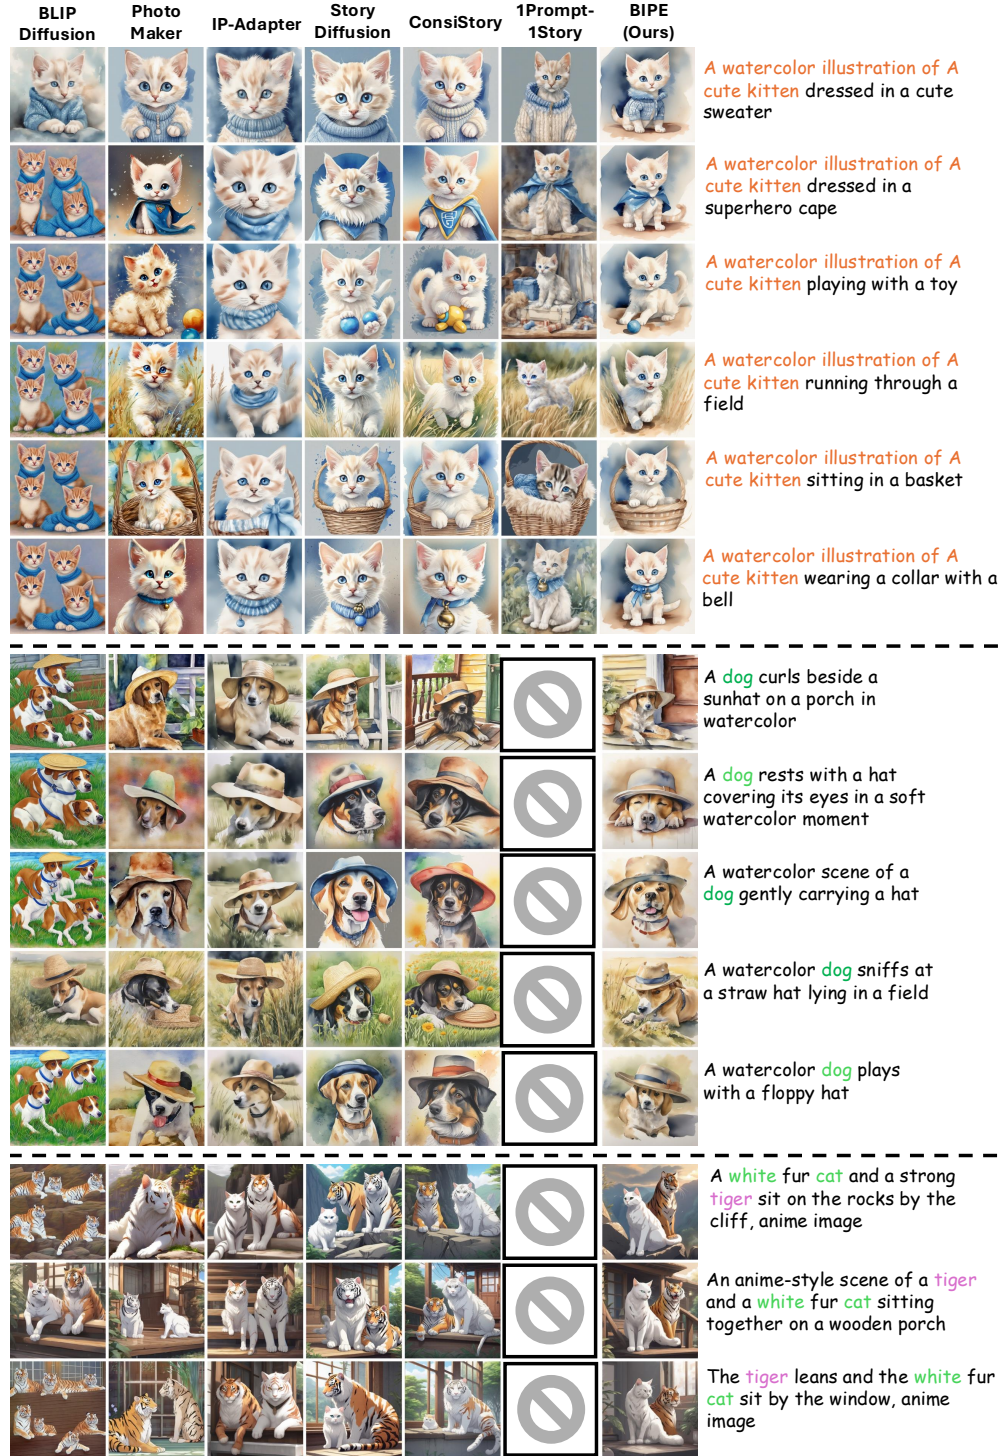 BLIP Diffusion
Photo Maker
IP-Adapter
Story Diffusion
ConsiStory
1Prompt-1Story
BIPE (Ours)
A watercolor illustration of A
cute kitten dressed in a cute
sweater
A watercolor illustration of A
cute kitten dressed in a
superhero cape
A watercolor illustration of A
cute kitten playing with a toy
A watercolor illustration of A
cute kitten running through a
field
A watercolor illustration of A
cute kitten sitting in a basket
A watercolor illustration of A
cute kitten wearing a collar with a
bell
A dog curls beside a
sunhat on a porch in
watercolor
A dog rests with a hat
covering its eyes in a soft
watercolor moment
A watercolor scene of a
dog gently carrying a hat
A watercolor dog sniffs at
a straw hat lying in a field
A watercolor dog plays
with a floppy hat
A white fur cat and a strong
tiger sit on the rocks by the
cliff, anime image
An anime-style scene of a tiger
and a white fur cat sitting
together on a wooden porch
The tiger leans and the white fur
cat sit by the window, anime
image